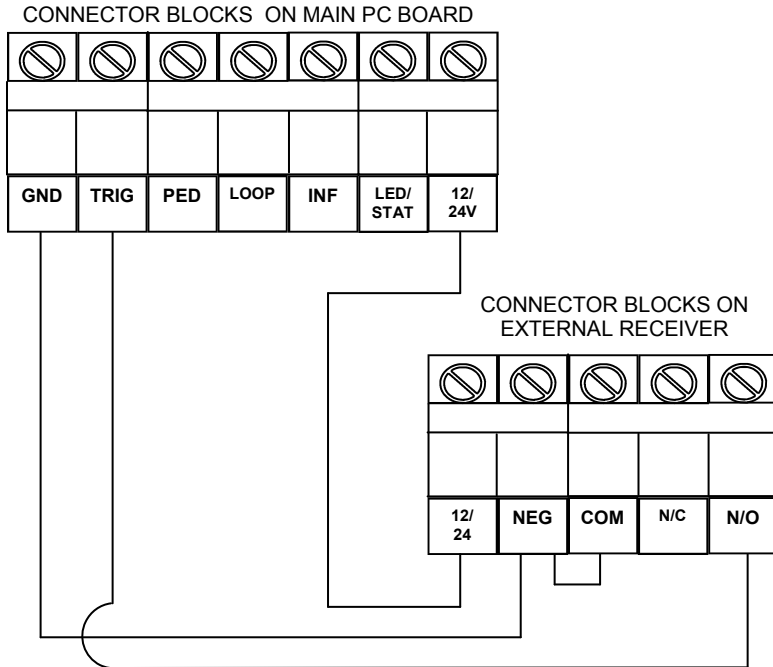 CONNECTOR BLOCKS ON MAIN PC BOARD
GND TRIG PED LOOP INF LED/ STAT 12/ 24V
CONNECTOR BLOCKS ON
EXTERNAL RECEIVER
12/ 24 NEG COM N/C N/O